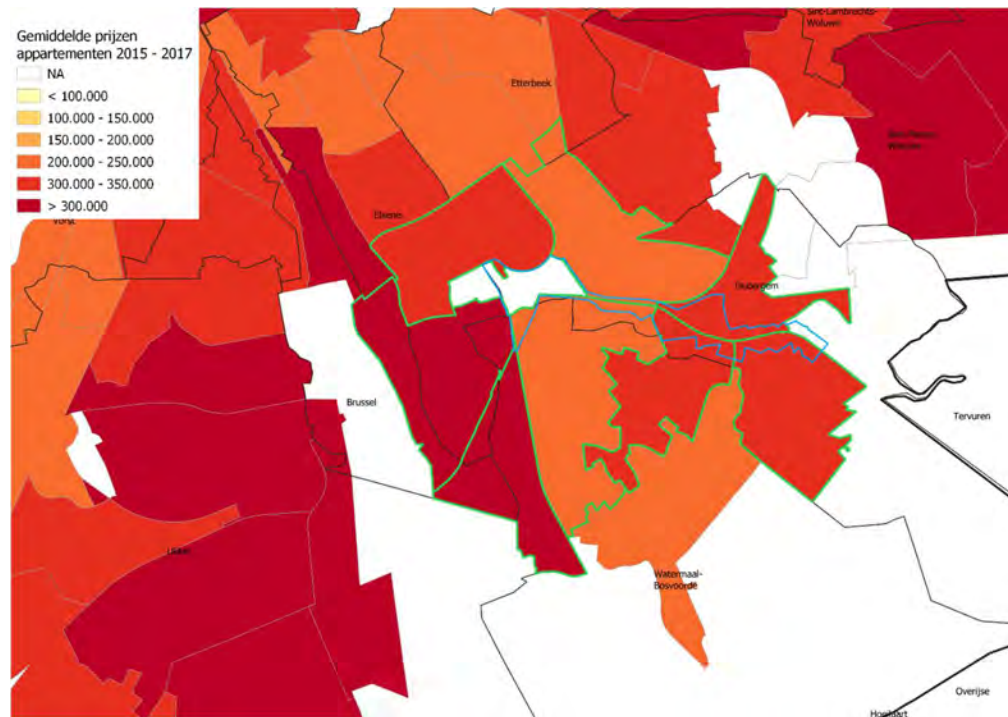 Gemiddelde prijzen
appartementen 2015 - 2017
NA
< 100.000
100.000 - 150.000
150.000 - 200.000
200.000 - 250.000
300.000 - 350.000
> 300.000
Sint-Lambrechts-
Woluwe
Etterbeek
Vorst
Elsene
Oudergem
Brussel
Tervuren
Ukkel
Watermaal-
Bosvoorde
Overijse
Hoeilaart